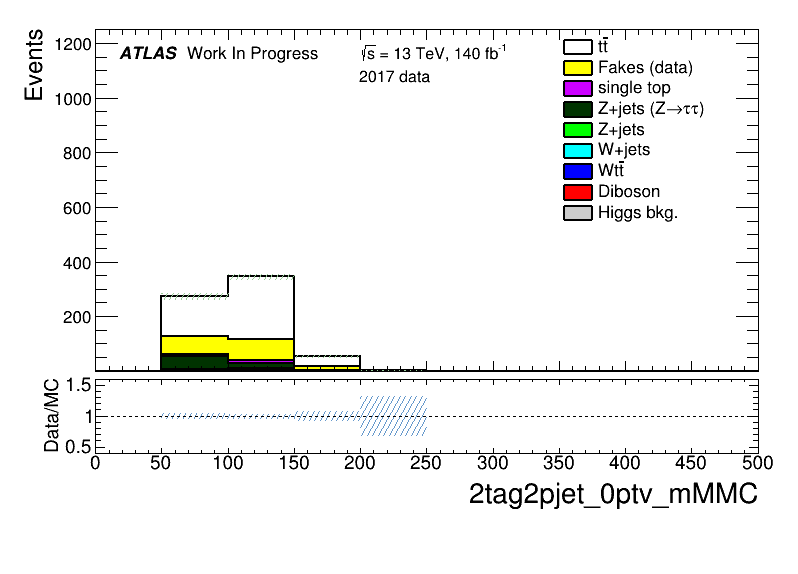 Events
1200
1000
800
600
400
200
ATLAS Work In Progress
√s = 13 TeV, 140 fb⁻¹
2017 data
tt̄
Fakes (data)
single top
Z+jets (Z→ττ)
Z+jets
W+jets
Wtt̄
Diboson
Higgs bkg.
Data/MC
1.5
1
0.5
0 50 100 150 200 250 300 350 400 450 500
2tag2pjet_0ptv_mMMC